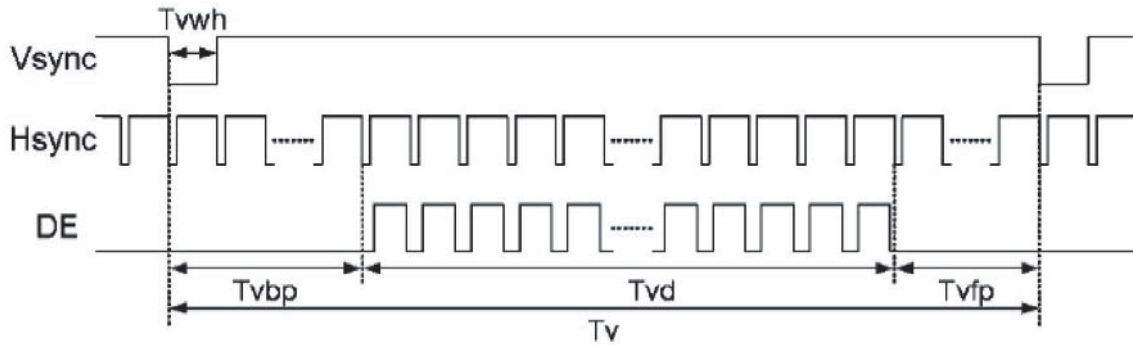 Tvwh
Vsync
Hsync
DE
Tvbp Tvd Tvfp
Tv